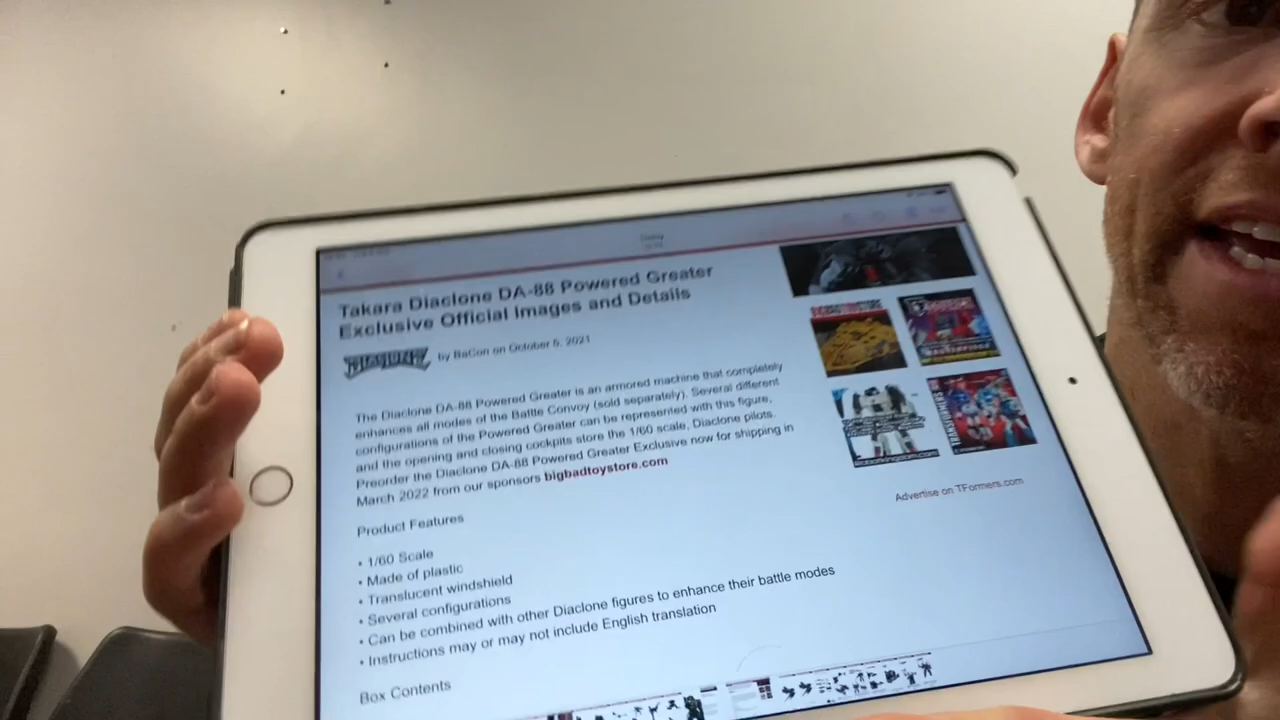 Takara Diaclone DA-88 Powered Greater
Exclusive Official Images and Details
DIACLONE
by BaCon on October 5, 2021
The Diaclone DA-88 Powered Greater is an armored machine that completely
enhances all modes of the Battle Convoy (sold separately). Several different
configurations of the Powered Greater can be represented with this figure,
and the opening and closing cockpits store the 1/60 scale, Diaclone pilots.
Preorder the Diaclone DA-88 Powered Greater Exclusive now for shipping in
March 2022 from our sponsors bigbadtoystore.com
Advertise on TFormers.com
Product Features
• 1/60 Scale
• Made of plastic
• Translucent windshield
• Several configurations
• Can be combined with other Diaclone figures to enhance their battle modes
• Instructions may or may not include English translation
Box Contents